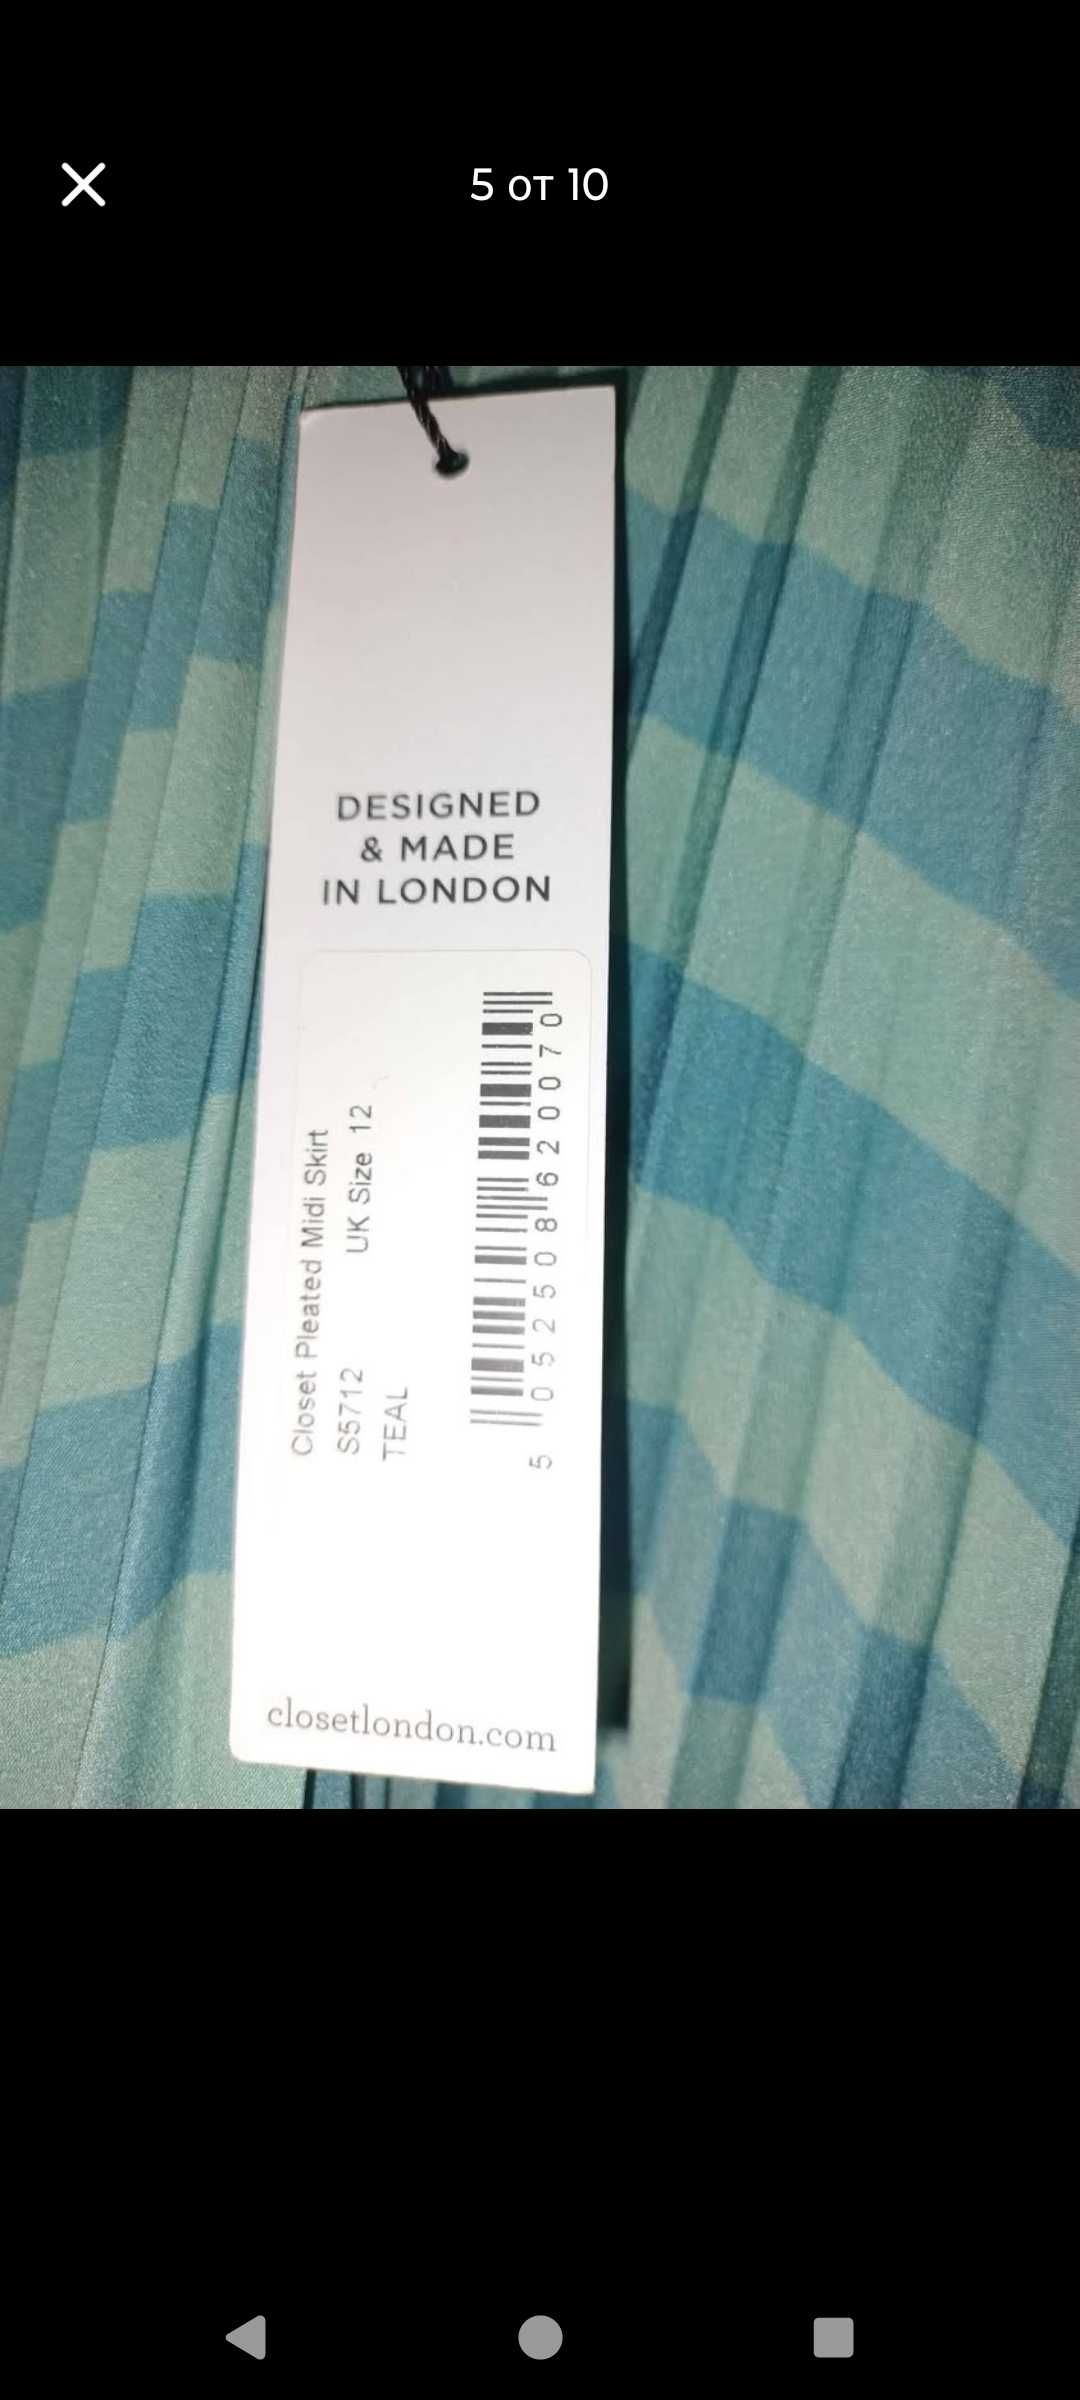 5 от 10
DESIGNED
& MADE
IN LONDON
Closet Pleated Midi Skirt
S5712 UK Size 12
TEAL
5 052508 620070
closetlondon.com